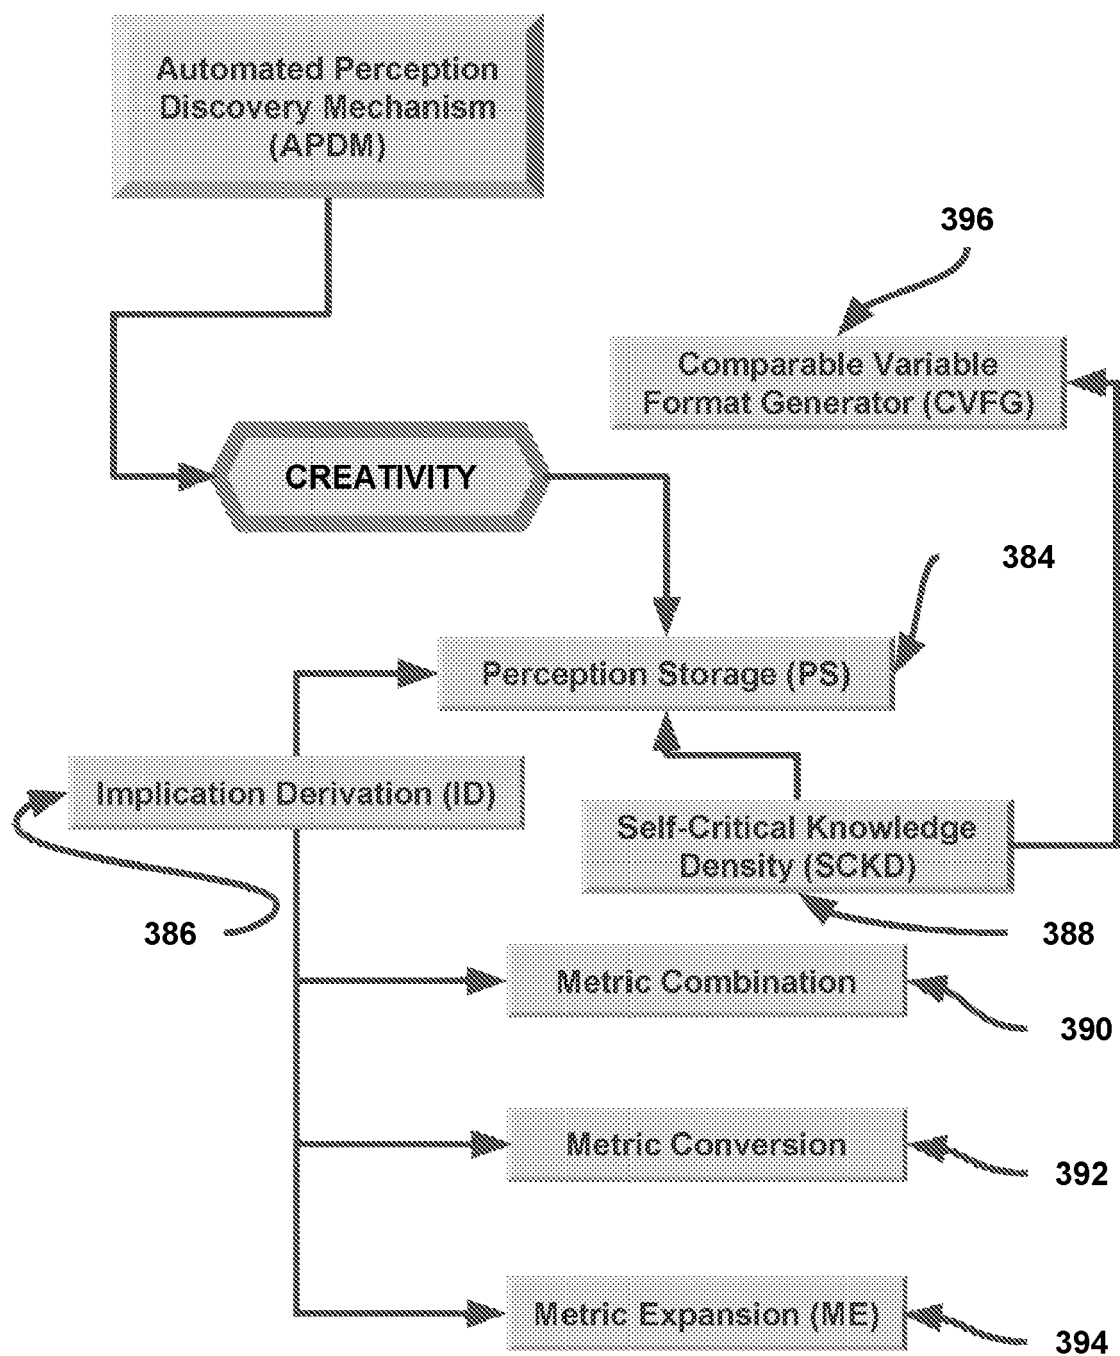 Automated Perception
Discovery Mechanism
(APDM)
396
Comparable Variable
Format Generator (CVFG)
CREATIVITY
384
Perception Storage (PS)
Implication Derivation (ID)
Self-Critical Knowledge
Density (SCKD)
386
388
Metric Combination
390
Metric Conversion
392
Metric Expansion (ME)
394